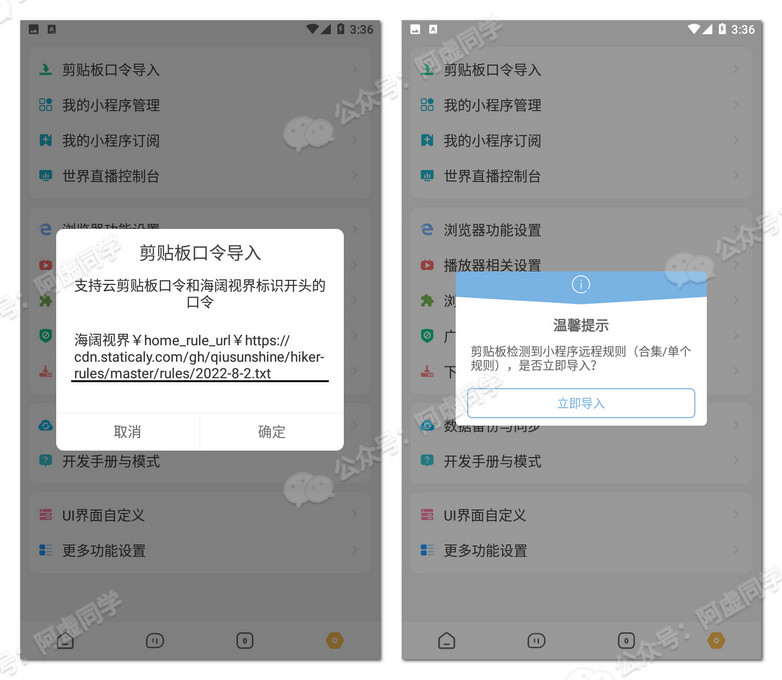 3:36
剪贴板口令导入
我的小程序管理
我的小程序订阅
世界直播控制台
浏览器功能设置
剪贴板口令导入
支持云剪贴板口令和海阔视界标识开头的
口令
海阔视界￥home_rule_url￥https://
cdn.staticaly.com/gh/qiusunshine/hiker-
rules/master/rules/2022-8-2.txt
取消 确定
开发手册与模式
UI界面自定义
更多功能设置
3:36
剪贴板口令导入
我的小程序管理
我的小程序订阅
世界直播控制台
浏览器功能设置
播放器相关设置
浏
广
下
温馨提示
剪贴板检测到小程序远程规则（合集/单个
规则），是否立即导入？
立即导入
数据备份与同步
开发手册与模式
UI界面自定义
更多功能设置
公众号：阿虚同学
公众号：阿虚同学
公众号：阿虚同学